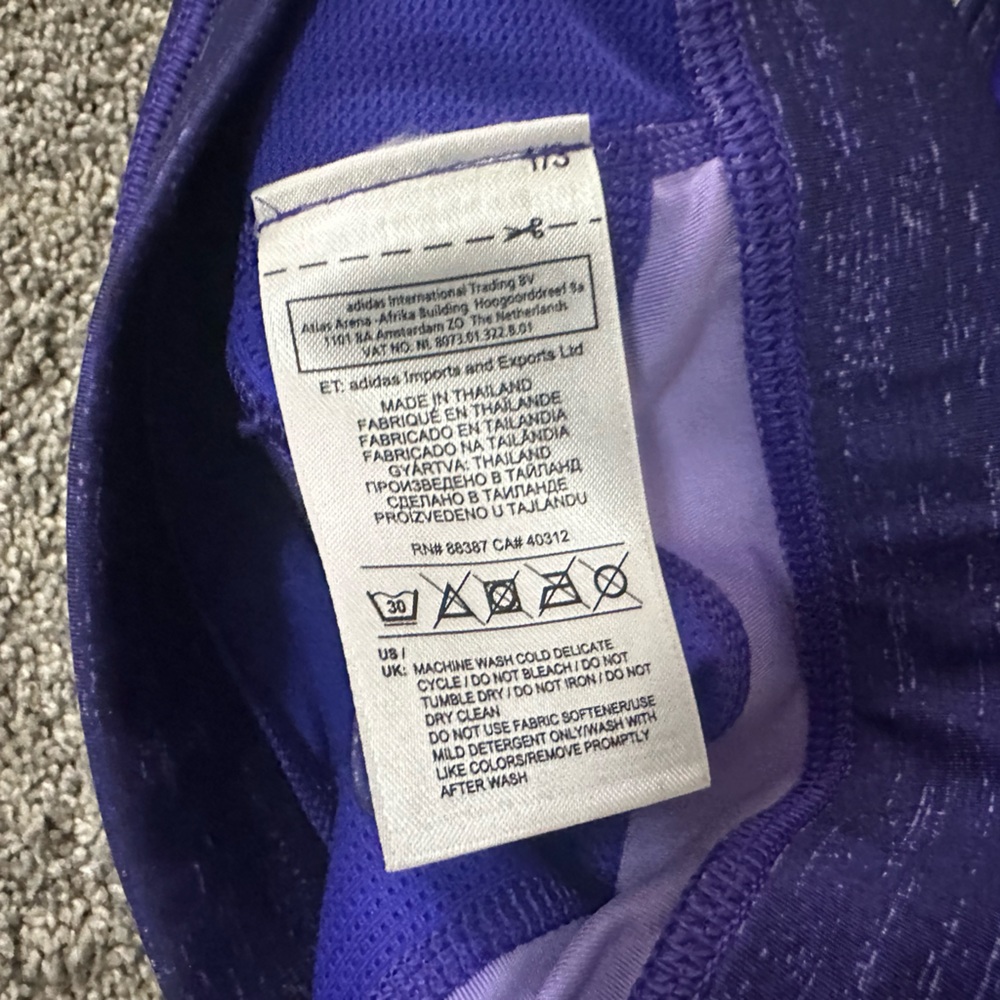 1/3
adidas International Trading BV
Atlas Arena -Afrika Building Hoogoorddreef 9a
1101 BA Amsterdam ZO The Netherlands
VAT NO. NL 8073.01.322.B.01
ET: adidas Imports and Exports Ltd
MADE IN THAILAND
FABRIQUÉ EN THAÏLANDE
FABRICADO EN TAILANDIA
FABRICADO NA TAILÂNDIA
GYÁRTVA: THAILAND
ПРОИЗВЕДЕНО В ТАЙЛАНД
СДЕЛАНО В ТАИЛАНДЕ
PROIZVEDENO U TAJLANDU
RN# 88387 CA# 40312
30
US /
UK: MACHINE WASH COLD DELICATE
CYCLE / DO NOT BLEACH / DO NOT
TUMBLE DRY / DO NOT IRON / DO NOT
DRY CLEAN
DO NOT USE FABRIC SOFTENER/USE
MILD DETERGENT ONLY/WASH WITH
LIKE COLORS/REMOVE PROMPTLY
AFTER WASH